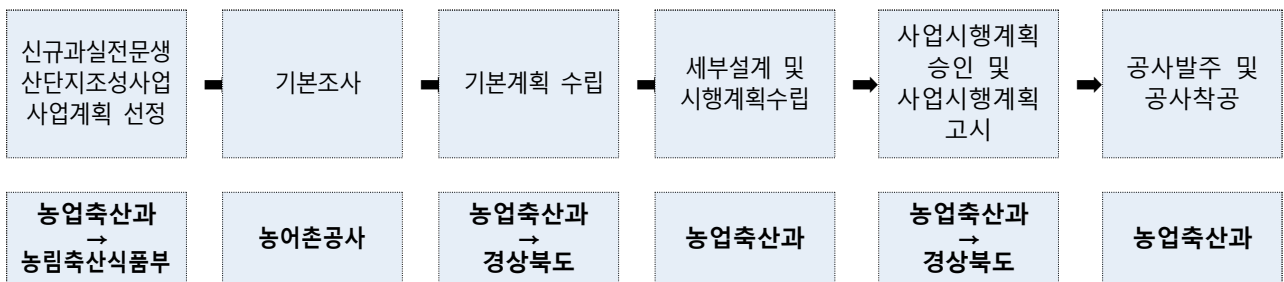 신규과실전문생
산단지조성사업
사업계획 선정
➡
기본조사
➡
기본계획 수립
➡
세부설계 및
시행계획수립
➡
사업시행계획
승인 및
사업시행계획
고시
➡
공사발주 및
공사착공
농업축산과
→
농림축산식품부
농어촌공사
농업축산과
→
경상북도
농업축산과
농업축산과
→
경상북도
농업축산과